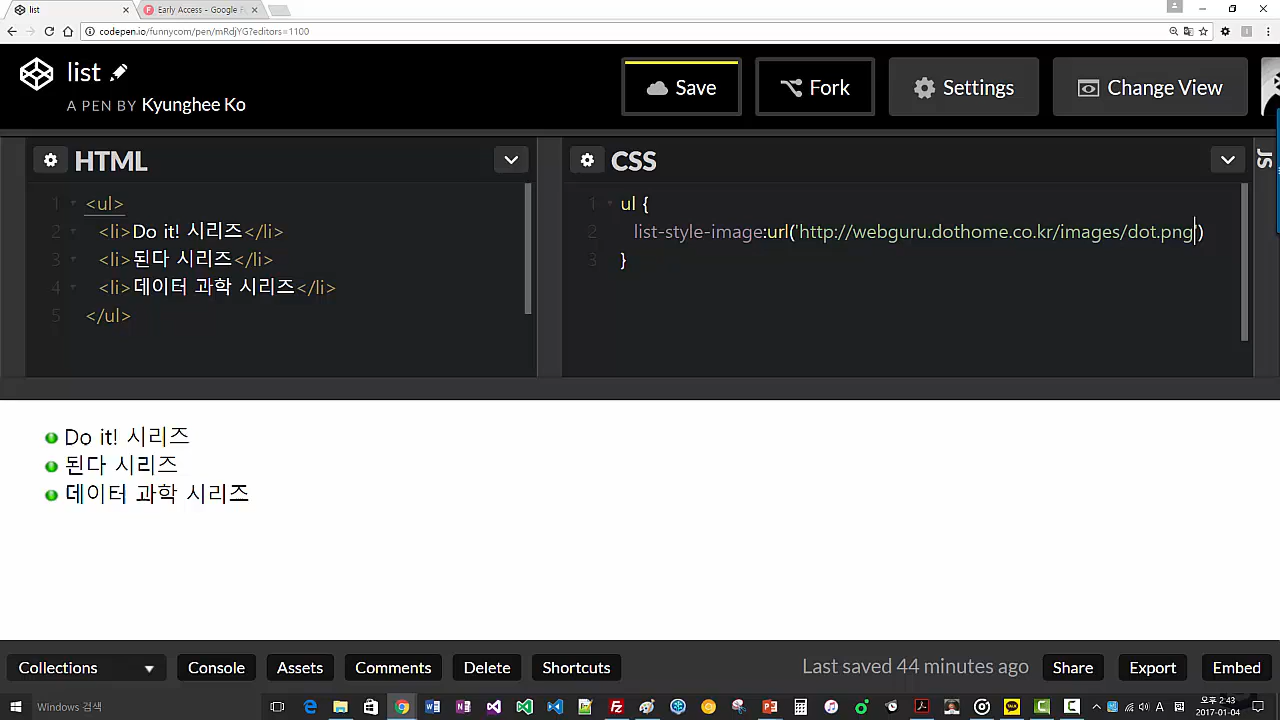 list
Early Access - Google F
codepen.io/funnycom/pen/mRdjYG?editors=1100
list
A PEN BY Kyunghee Ko
Save
Fork
Settings
Change View
HTML
CSS
JS
1 <ul>
2 <li>Do it! 시리즈</li>
3 <li>된다 시리즈</li>
4 <li>데이터 과학 시리즈</li>
5 </ul>
1 ul {
2 list-style-image:url('http://webguru.dothome.co.kr/images/dot.png')
3 }
Do it! 시리즈
된다 시리즈
데이터 과학 시리즈
Collections
Console
Assets
Comments
Delete
Shortcuts
Last saved 44 minutes ago
Share
Export
Embed
Windows 검색
오후 2:43
2017-01-04